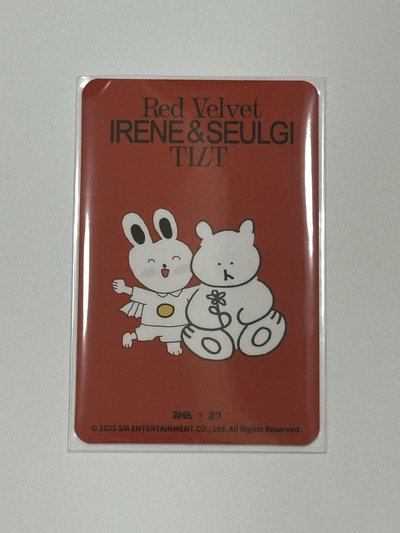 Red Velvet
IRENE & SEULGI
TILT
© 2025 SM ENTERTAINMENT CO., Ltd. All Rights Reserved.